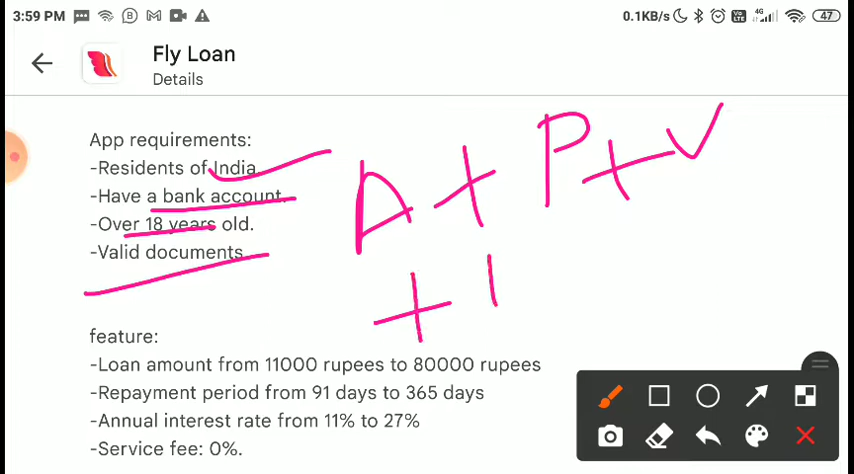 3:59 PM
0.1KB/s 4G 47
Fly Loan
Details
App requirements:
-Residents of India
-Have a bank account.
-Over 18 years old.
-Valid documents
A + P + V
+ I
feature:
-Loan amount from 11000 rupees to 80000 rupees
-Repayment period from 91 days to 365 days
-Annual interest rate from 11% to 27%
-Service fee: 0%.